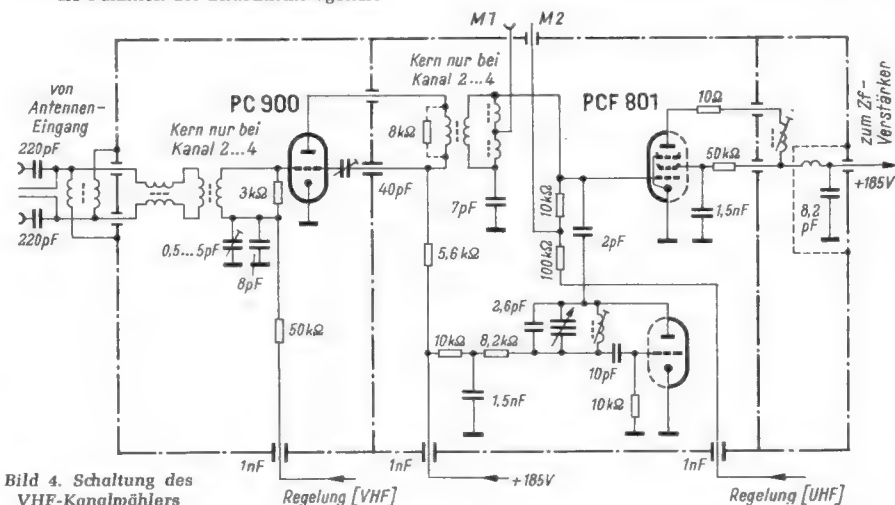 M1 M2
Kern nur bei
Kanal 2...4
von
Antennen-
Eingang
PC 900
PCF 801
10Ω
zum Zf-
Verstärker
Kern nur bei
Kanal 2...4
220pF
8kΩ
50kΩ
+185V
3kΩ
40pF
10kΩ
220pF
7pF
2pF
1,5nF
8,2
pF
0,5...5pF
8pF
5,6kΩ
100kΩ
2,6pF
50kΩ
10kΩ 8,2kΩ
10pF
1,5nF
10kΩ
1nF
1nF
1nF
+185V
Bild 4. Schaltung des
VHF-Kanalwählers
Regelung [VHF]
Regelung [UHF]